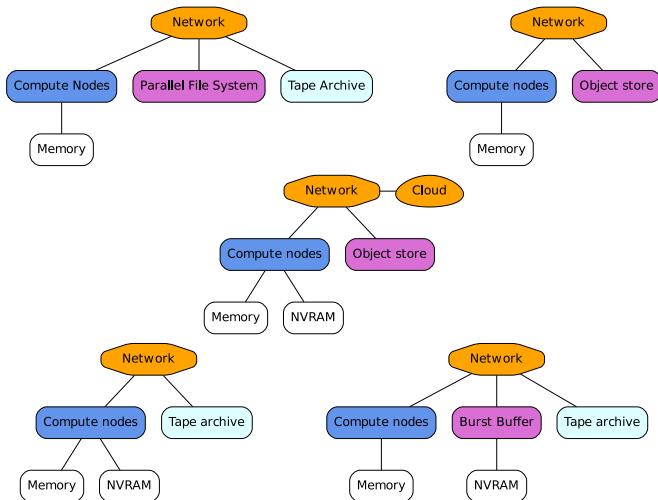 Network
Compute Nodes
Parallel File System
Tape Archive
Memory
Network
Compute nodes
Object store
Memory
Network
Cloud
Compute nodes
Object store
Memory
NVRAM
Network
Compute nodes
Tape archive
Memory
NVRAM
Network
Compute nodes
Burst Buffer
Tape archive
Memory
NVRAM